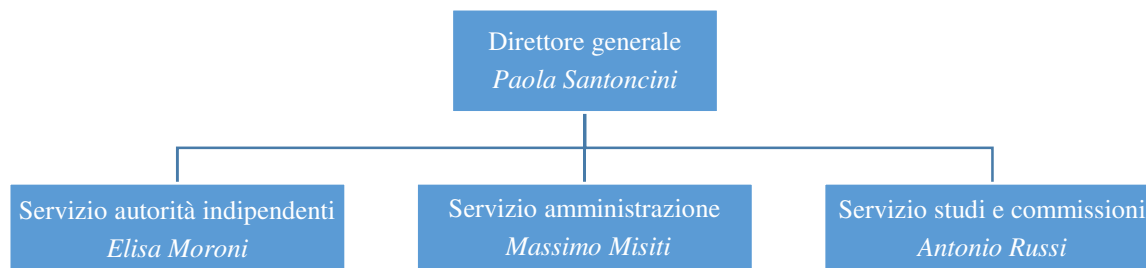 Direttore generale
Paola Santoncini
Servizio autorità indipendenti
Elisa Moroni
Servizio amministrazione
Massimo Misiti
Servizio studi e commissioni
Antonio Russi